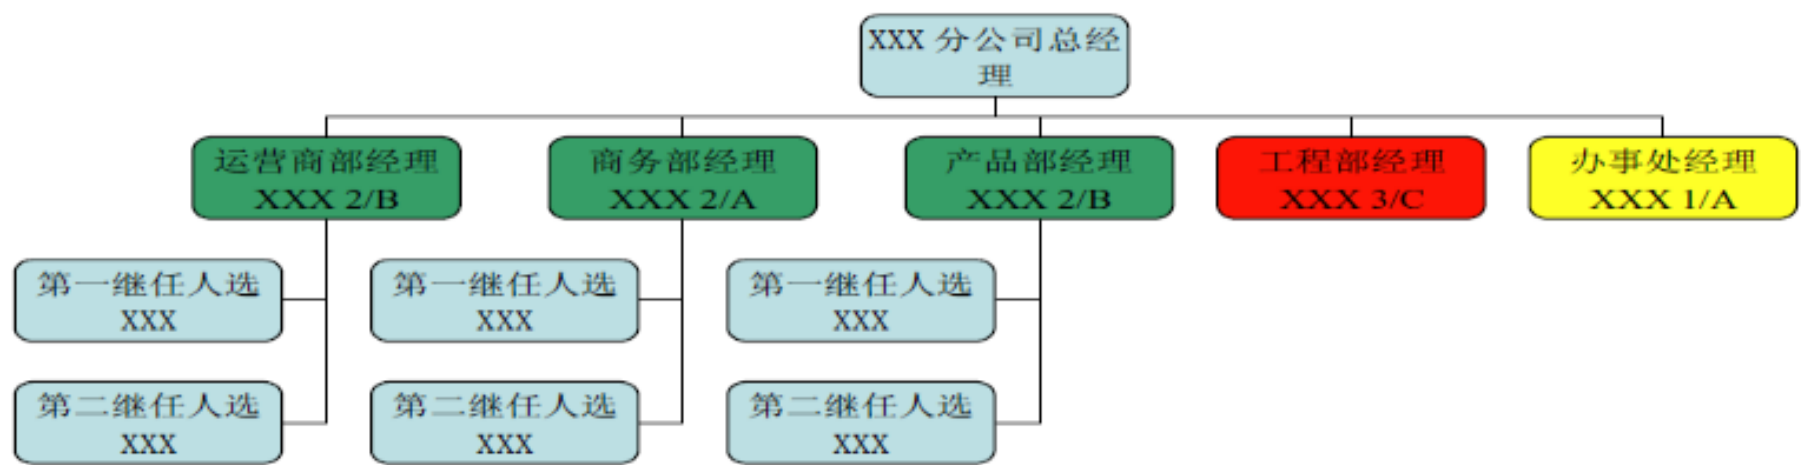 XXX 分公司总经
理
运营商部经理
XXX 2/B
商务部经理
XXX 2/A
产品部经理
XXX 2/B
工程部经理
XXX 3/C
办事处经理
XXX 1/A
第一继任人选
XXX
第一继任人选
XXX
第一继任人选
XXX
第二继任人选
XXX
第二继任人选
XXX
第二继任人选
XXX